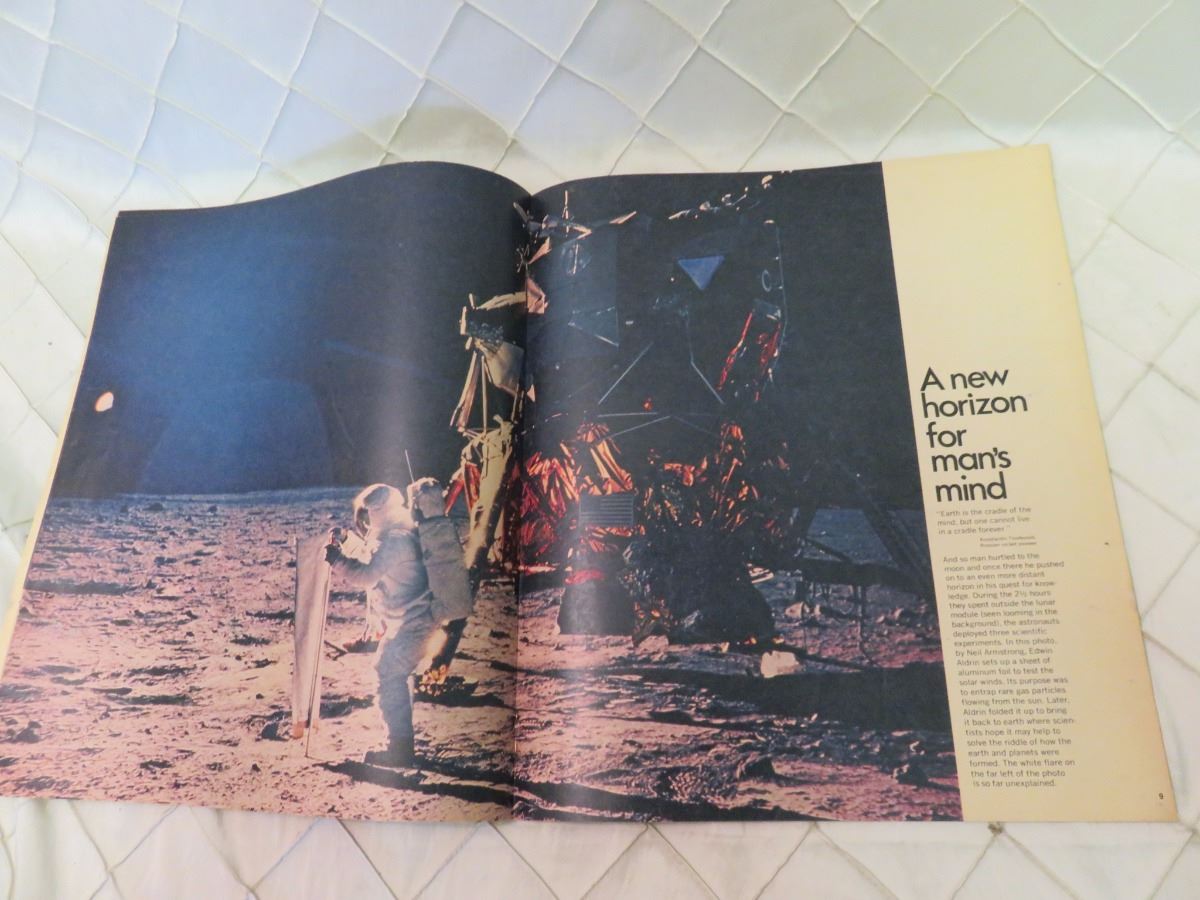 A new
horizon
for
man's
mind
"Earth is the cradle of the
mind, but one cannot live
in a cradle forever."
Konstantin Tsiolkovsky,
Russian rocket pioneer
And so man hurtled to the
moon and once there he pushed
on to an even more distant
horizon in his quest for know-
ledge. During the 2½ hours
they spent outside the lunar
module (seen looming in the
background), the astronauts
deployed three scientific
experiments. In this photo,
by Neil Armstrong, Edwin
Aldrin sets up a sheet of
aluminum foil to test the
solar winds. Its purpose was
to entrap rare gas particles
flowing from the sun. Later,
Aldrin folded it up to bring
it back to earth where scien-
tists hope it may help to
solve the riddle of how the
earth and planets were
formed. The white flare on
the far left of the photo
is so far unexplained.
9